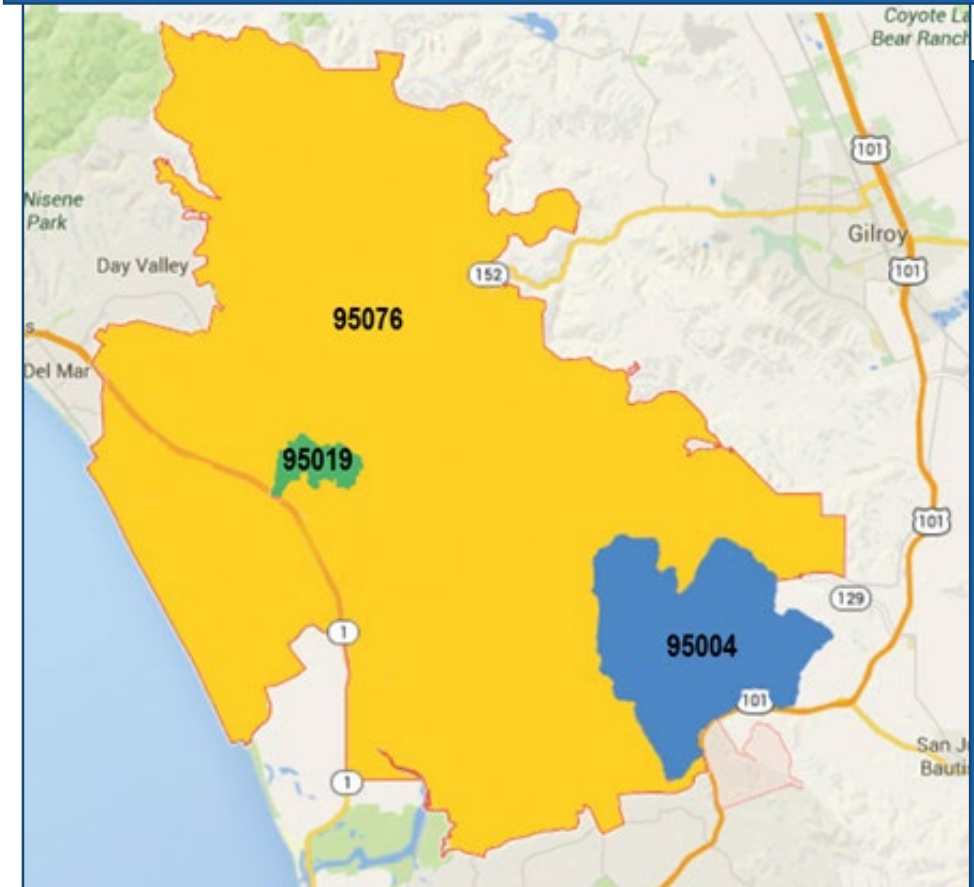 Coyote La
Bear Ranch
101
Nisene
Park
Gilroy
Day Valley
152
101
95076
s
Del Mar
95019
101
129
1
95004
101
San J
Bautis
1